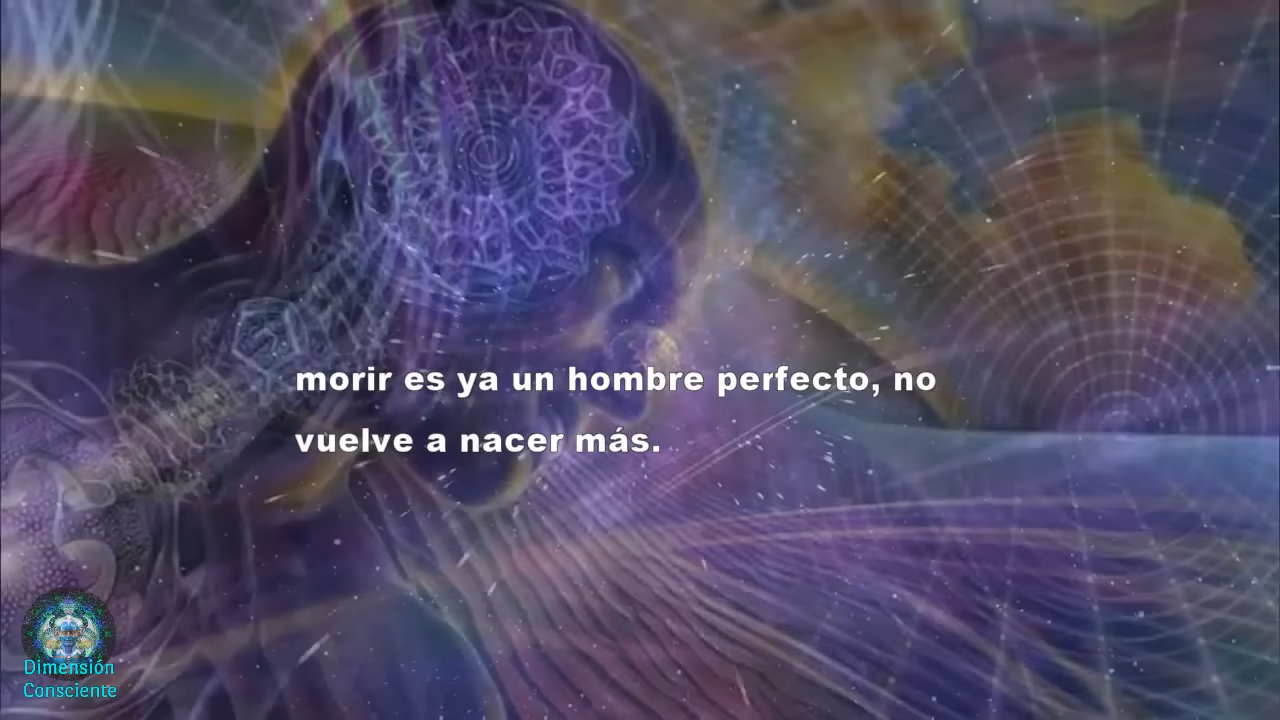 morir es ya un hombre perfecto, no
vuelve a nacer más.
Dimensión
Consciente